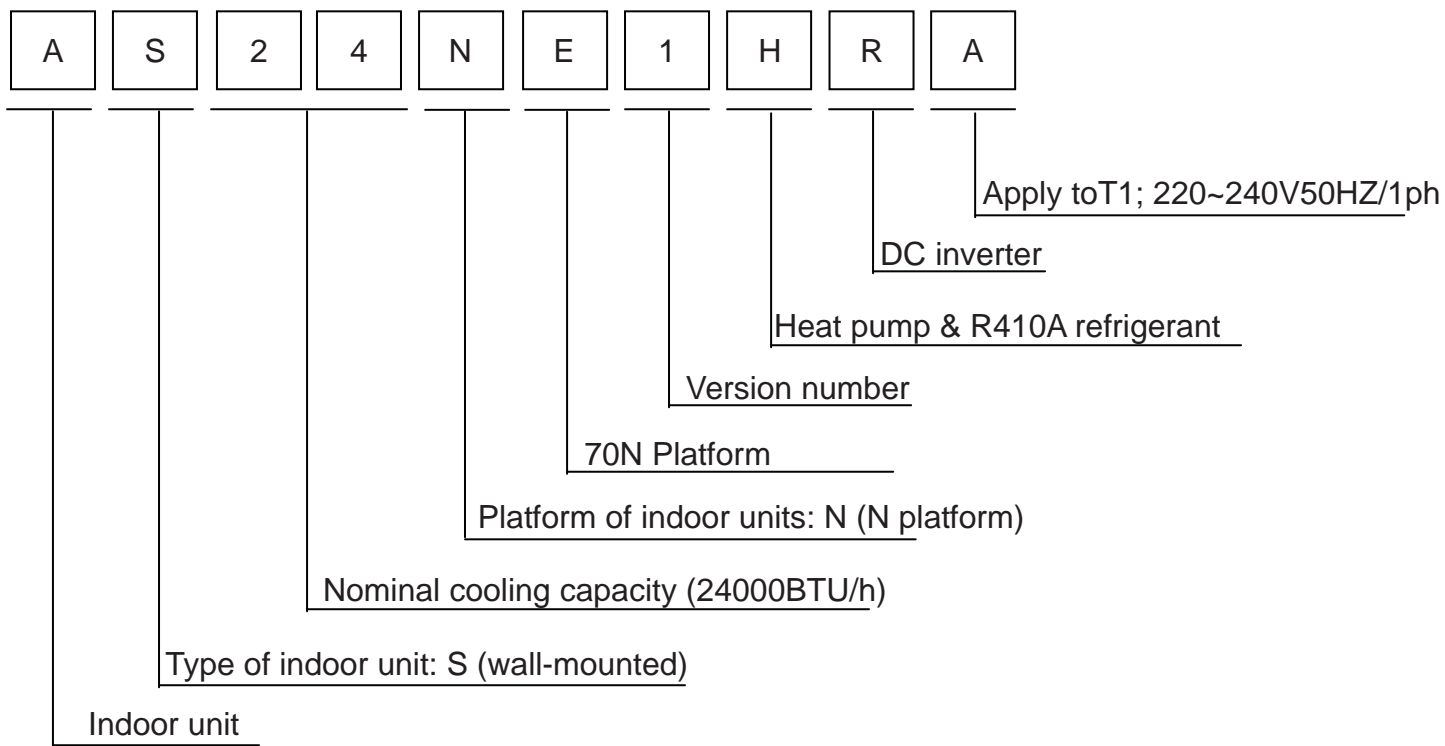 A S 2 4 N E 1 H R A
Apply toT1; 220~240V50HZ/1ph
DC inverter
Heat pump & R410A refrigerant
Version number
70N Platform
Platform of indoor units: N (N platform)
Nominal cooling capacity (24000BTU/h)
Type of indoor unit: S (wall-mounted)
Indoor unit